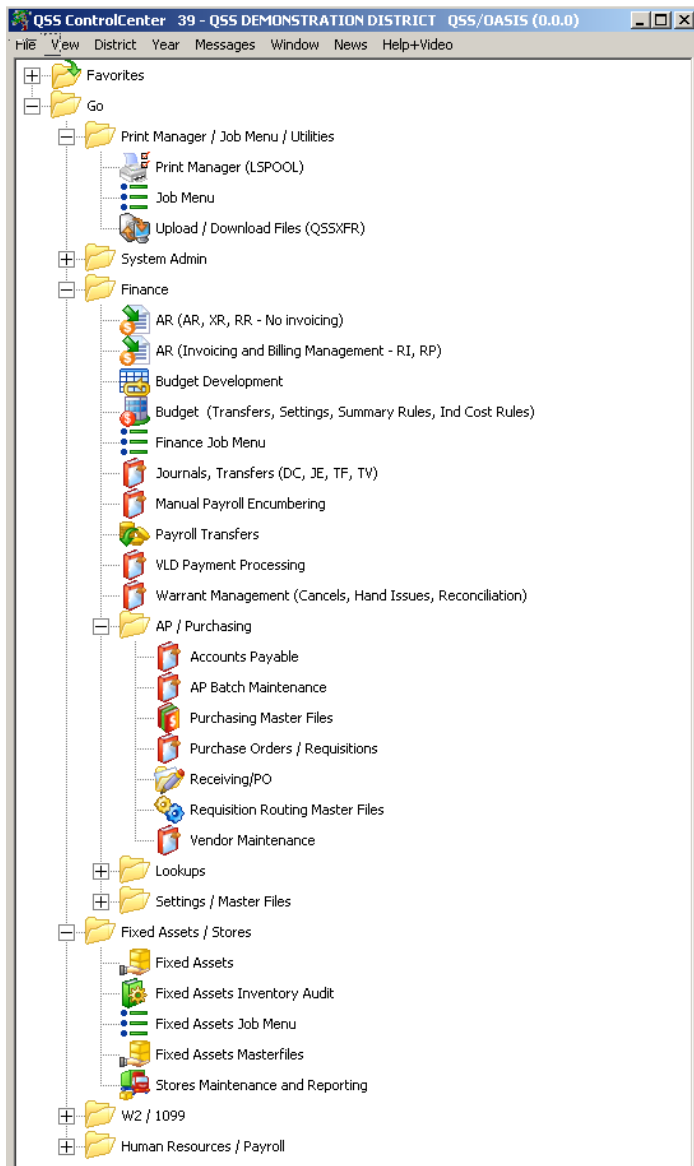 QSS ControlCenter 39 - QSS DEMONSTRATION DISTRICT QSS/OASIS (0.0.0)
File View District Year Messages Window News Help+Video
Favorites
Go
Print Manager / Job Menu / Utilities
Print Manager (LSPOOL)
Job Menu
Upload / Download Files (QSSXFR)
System Admin
Finance
AR (AR, XR, RR - No invoicing)
AR (Invoicing and Billing Management - RI, RP)
Budget Development
Budget (Transfers, Settings, Summary Rules, Ind Cost Rules)
Finance Job Menu
Journals, Transfers (DC, JE, TF, TV)
Manual Payroll Encumbering
Payroll Transfers
VLD Payment Processing
Warrant Management (Cancels, Hand Issues, Reconciliation)
AP / Purchasing
Accounts Payable
AP Batch Maintenance
Purchasing Master Files
Purchase Orders / Requisitions
Receiving/PO
Requisition Routing Master Files
Vendor Maintenance
Lookups
Settings / Master Files
Fixed Assets / Stores
Fixed Assets
Fixed Assets Inventory Audit
Fixed Assets Job Menu
Fixed Assets Masterfiles
Stores Maintenance and Reporting
W2 / 1099
Human Resources / Payroll